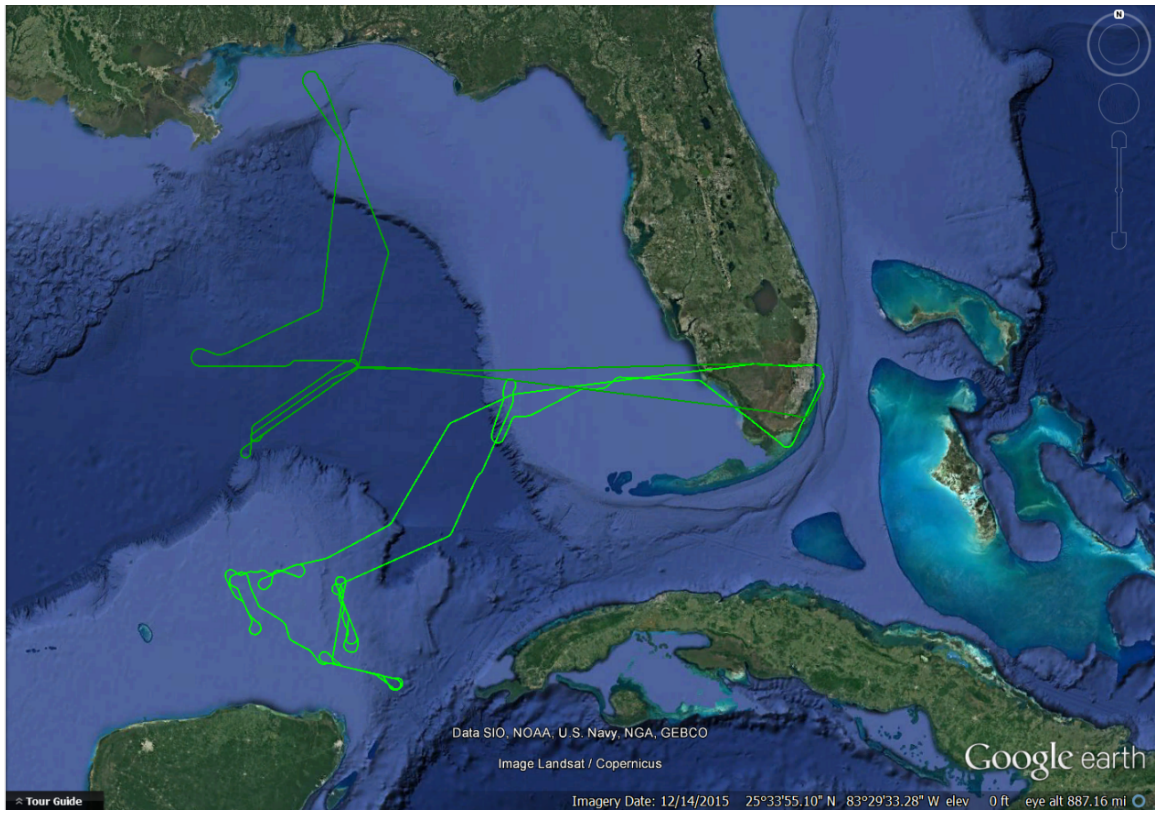 N
Data SIO, NOAA, U.S. Navy, NGA, GEBCO
Image Landsat / Copernicus
Google earth
Tour Guide
Imagery Date: 12/14/2015 25°33'55.10" N 83°29'33.28" W elev 0 ft eye alt 887.16 mi